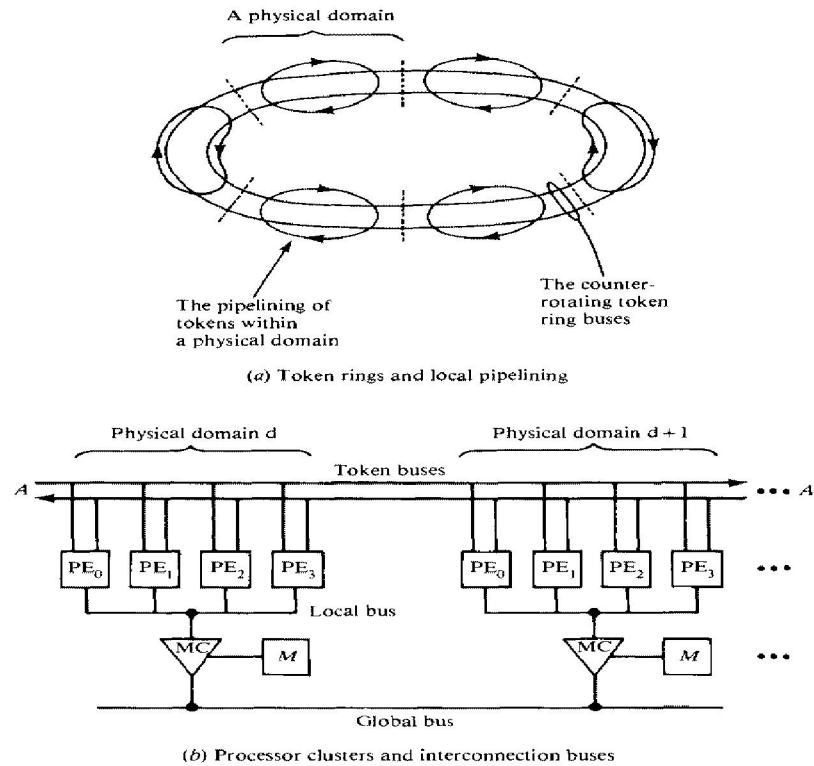 A physical domain
The pipelining of
tokens within
a physical domain
The counter-
rotating token
ring buses
(a) Token rings and local pipelining
Physical domain d
Physical domain d + 1
Token buses
A
••• A
PE0 PE1 PE2 PE3
PE0 PE1 PE2 PE3 •••
Local bus
MC M
MC M •••
Global bus
(b) Processor clusters and interconnection buses